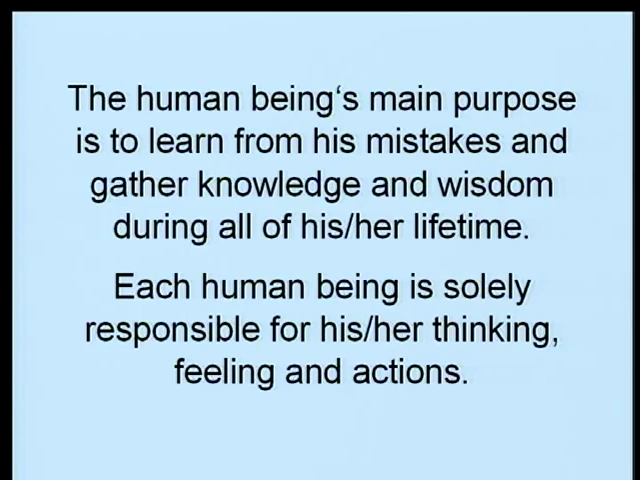 The human being‘s main purpose
is to learn from his mistakes and
gather knowledge and wisdom
during all of his/her lifetime.
Each human being is solely
responsible for his/her thinking,
feeling and actions.